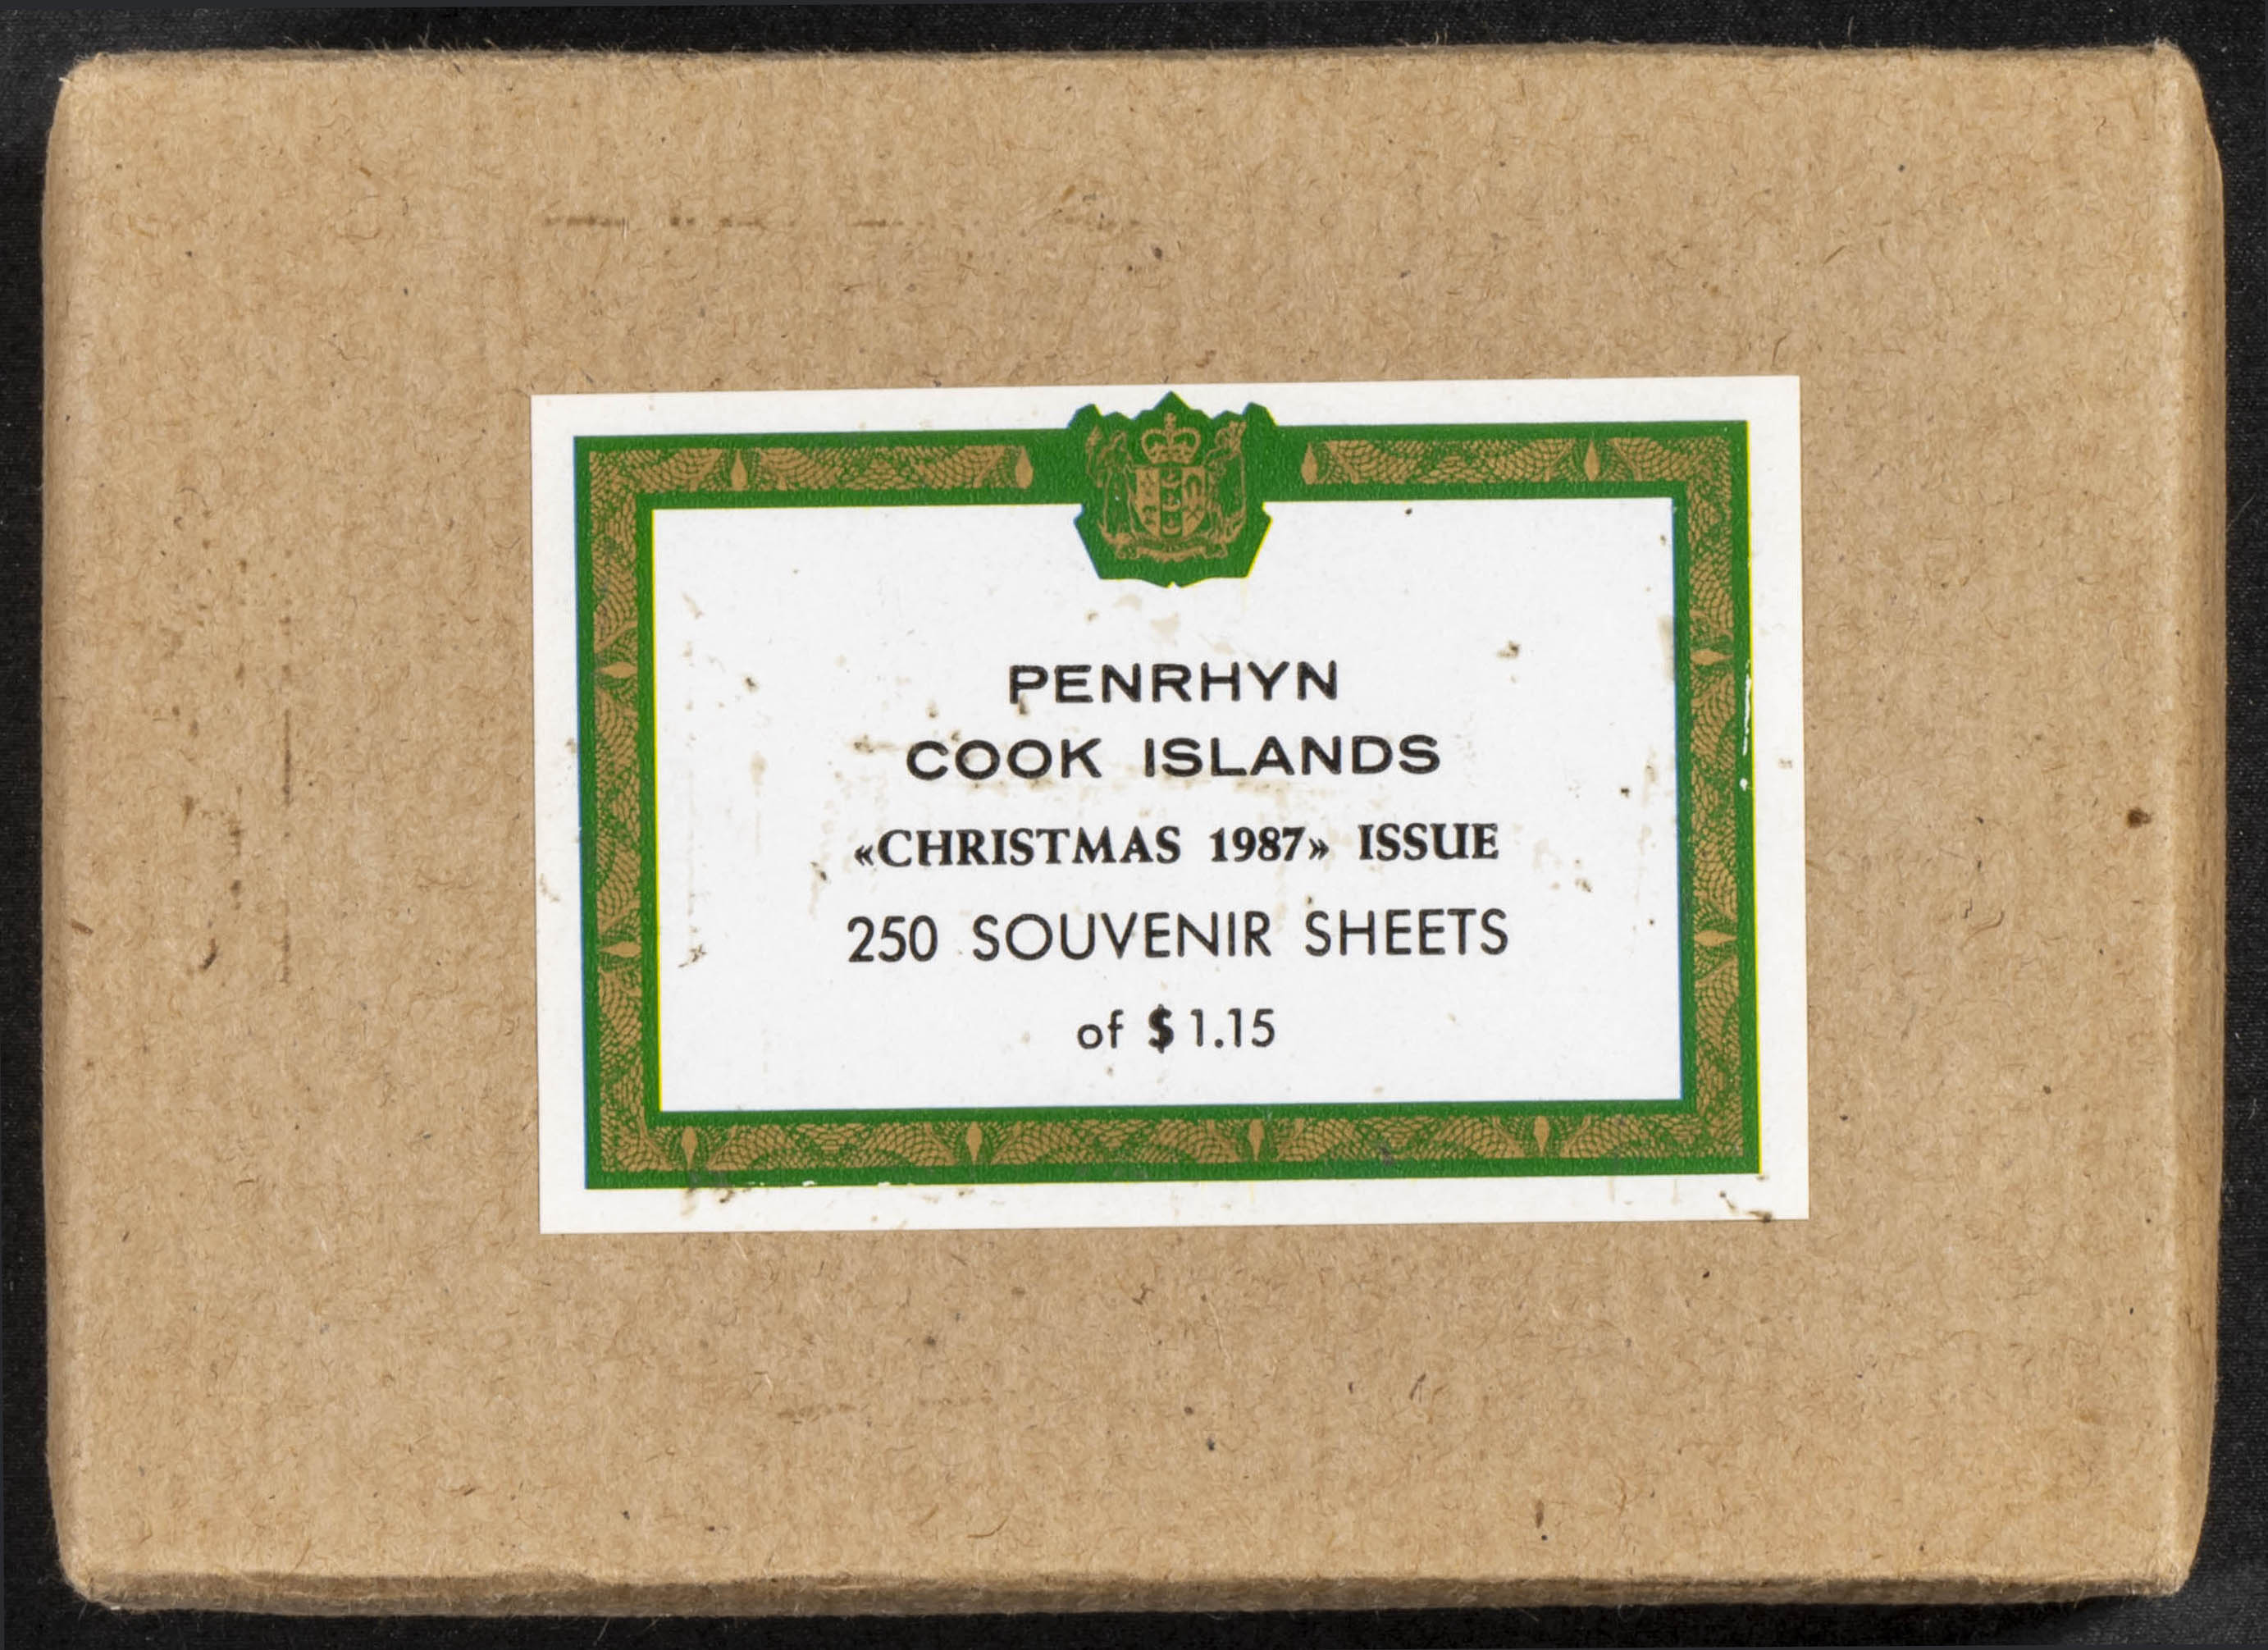 PENRHYN
COOK ISLANDS
«CHRISTMAS 1987» ISSUE
250 SOUVENIR SHEETS
of $1.15